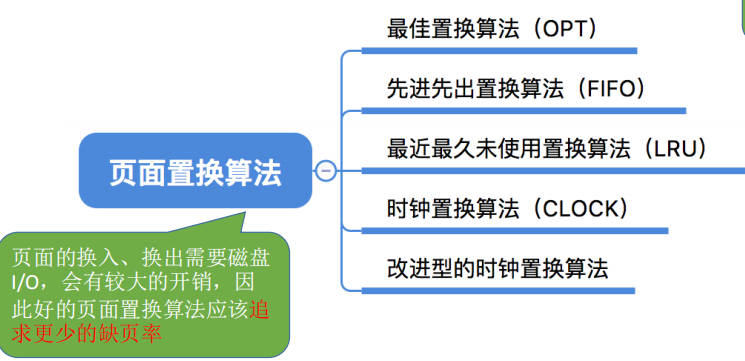 最佳置换算法（OPT）
先进先出置换算法（FIFO）
最近最久未使用置换算法（LRU）
页面置换算法
时钟置换算法（CLOCK）
改进型的时钟置换算法
页面的换入、换出需要磁盘
I/O，会有较大的开销，因
此好的页面置换算法应该追
求更少的缺页率